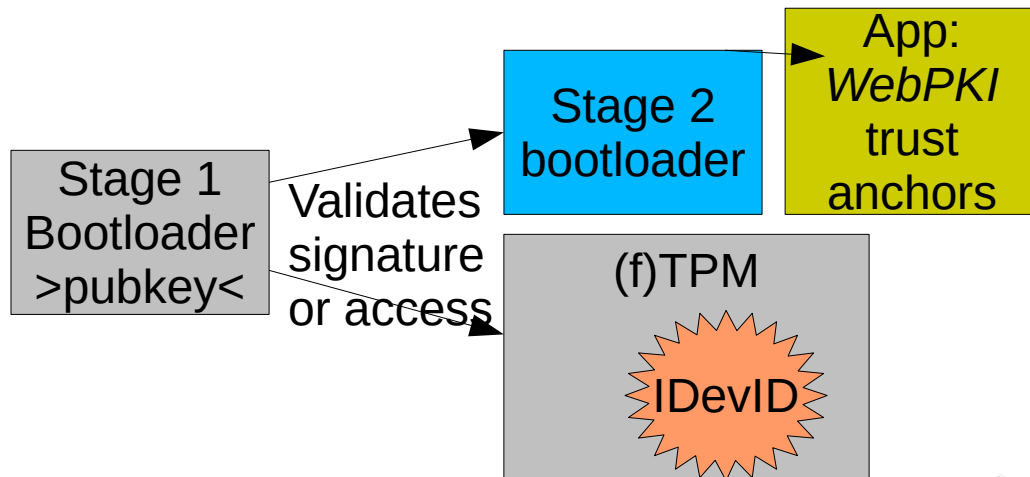 Stage 1
Bootloader
>pubkey<
Validates
signature
or access
Stage 2
bootloader
App:
WebPKI
trust
anchors
(f)TPM
IDevID